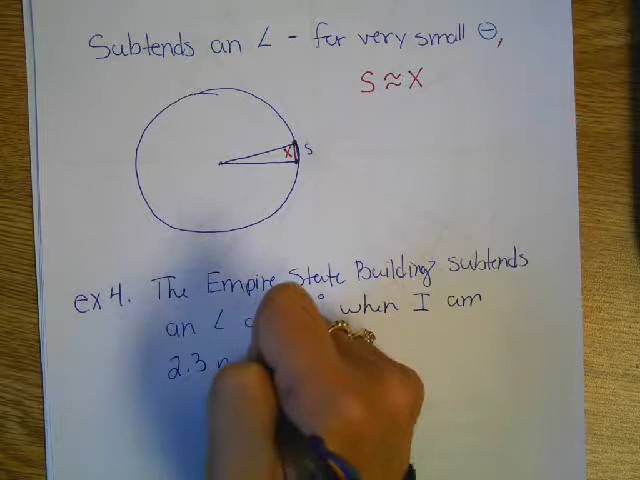 Subtends an ∠ - for very small θ,
S ≈ X
X S
ex 4. The Empire State Building subtends
an ∠ ° when I am
2.3